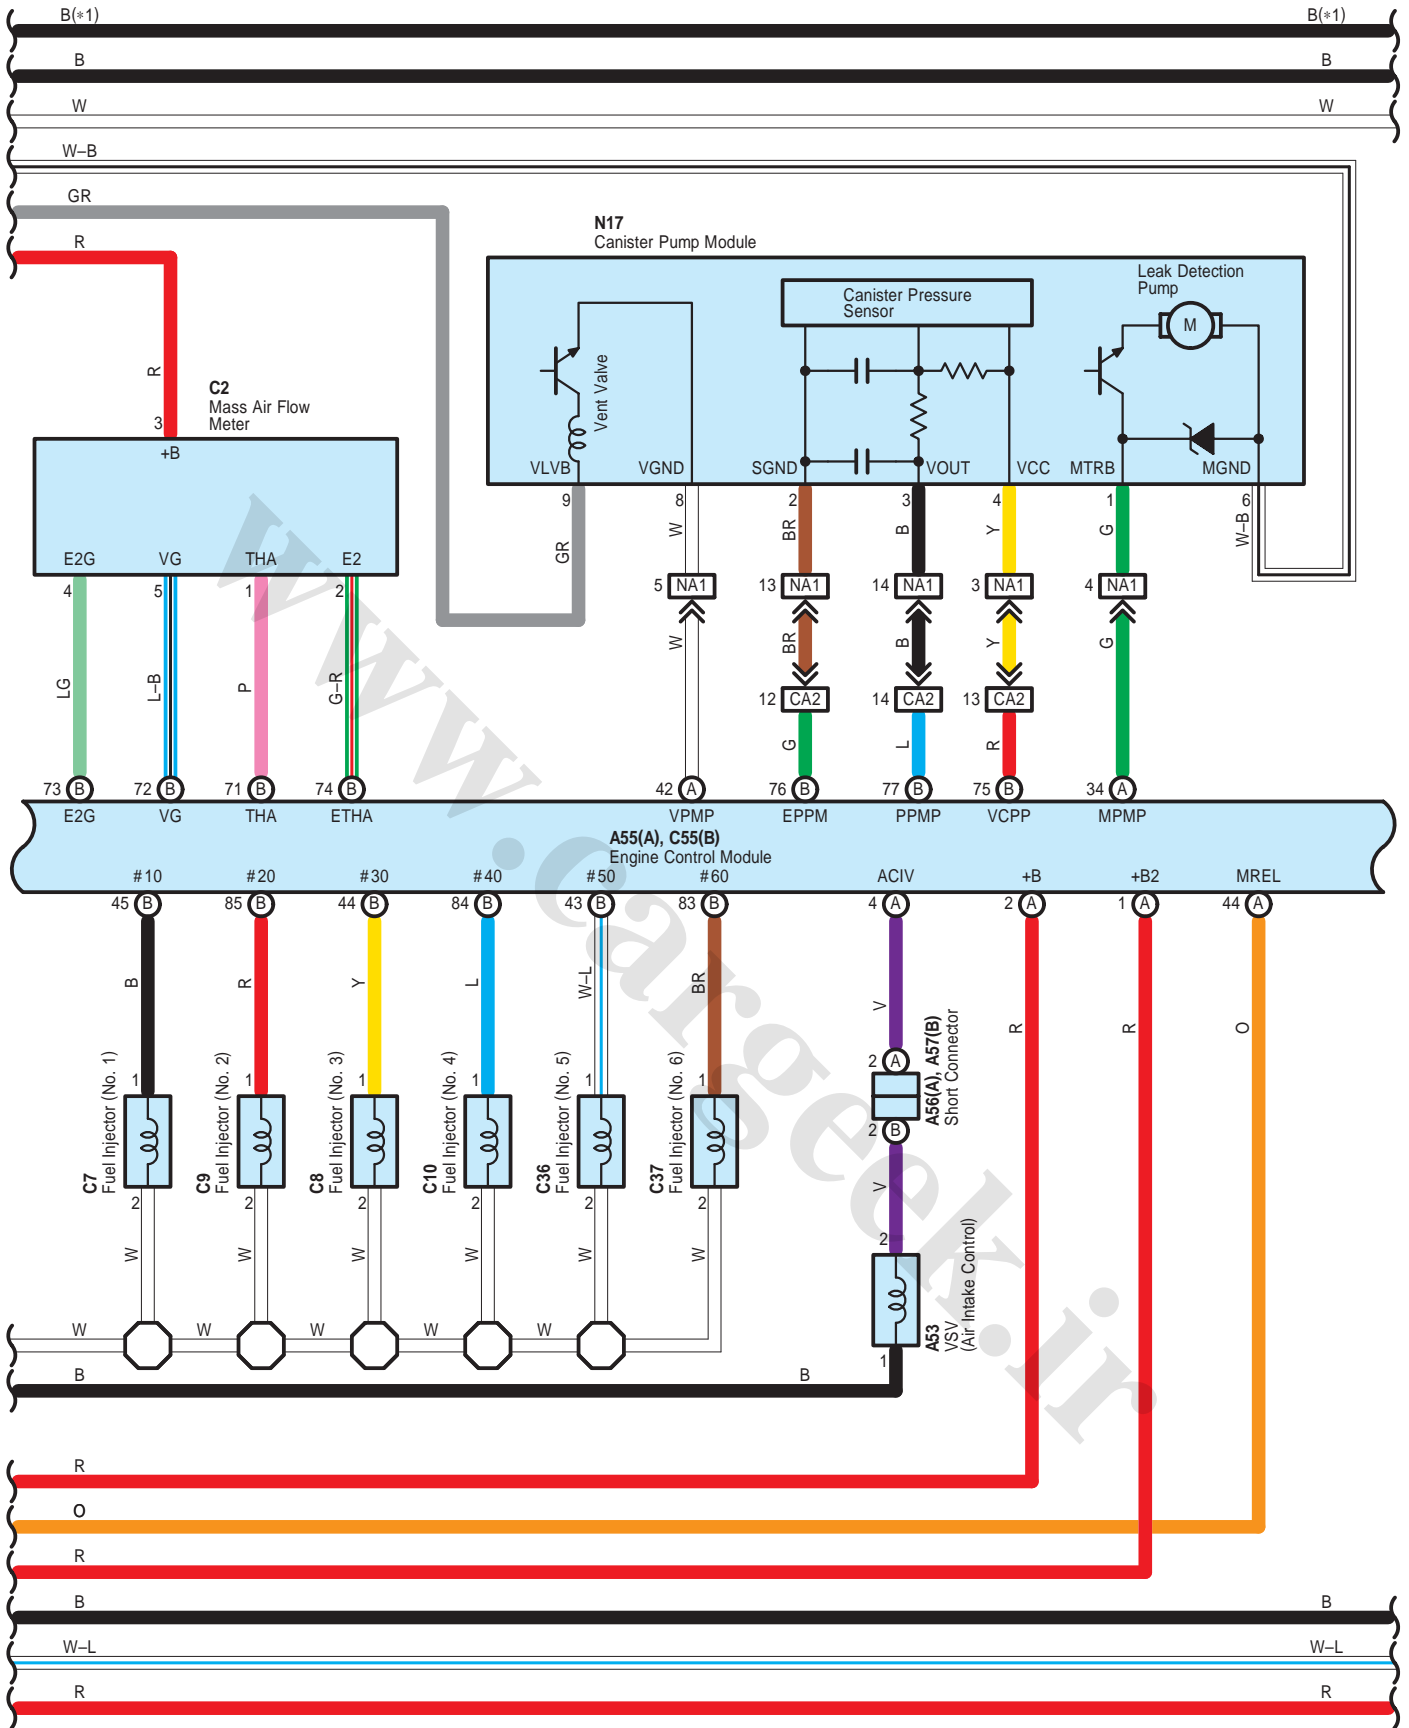 B(*1) B(*1)
B B
W W
W–B
GR
R
N17
Canister Pump Module
Leak Detection
Pump
Canister Pressure
Sensor
M
Vent Valve
R
C2
Mass Air Flow
Meter
3
+B
VLVB VGND SGND VOUT VCC MTRB MGND
9 8 2 3 4 1 6
GR W BR B Y G W–B
E2G VG THA E2
4 5 1 2
5 NA1 13 NA1 14 NA1 3 NA1 4 NA1
W BR B Y G
LG L–B P G–R
12 CA2 14 CA2 13 CA2
G L R
73 B 72 B 71 B 74 B 42 A 76 B 77 B 75 B 34 A
E2G VG THA ETHA VPMP EPPM PPMP VCPP MPMP
A55(A), C55(B)
Engine Control Module
#10 #20 #30 #40 #50 #60 ACIV +B +B2 MREL
45 B 85 B 44 B 84 B 43 B 83 B 4 A 2 A 1 A 44 A
B R Y L W–L BR V R R O
2 A
A56(A), A57(B)
Short Connector
2 B
1 1 1 1 1 1
C7
Fuel Injector (No. 1)
C9
Fuel Injector (No. 2)
C8
Fuel Injector (No. 3)
C10
Fuel Injector (No. 4)
C36
Fuel Injector (No. 5)
C37
Fuel Injector (No. 6)
2 2 2 2 2 2
V
W W W W W W
2
A53
VSV
(Air Intake Control)
1
W W W W W
B B
R
O
R
B B
W–L W–L
R R
www.cargeek.ir